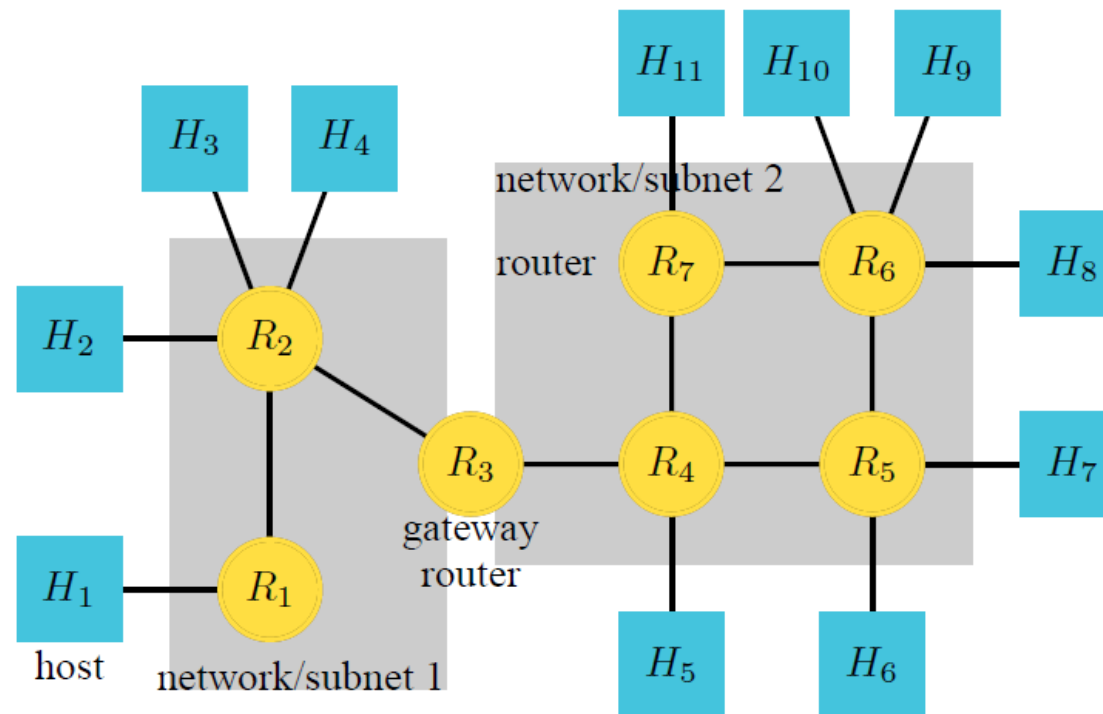 H₁₁
H₁₀
H₉
H₃
H₄
network/subnet 2
router
R₇
R₆
H₈
H₂
R₂
R₃
R₄
R₅
H₇
gateway
router
H₁
R₁
host
network/subnet 1
H₅
H₆